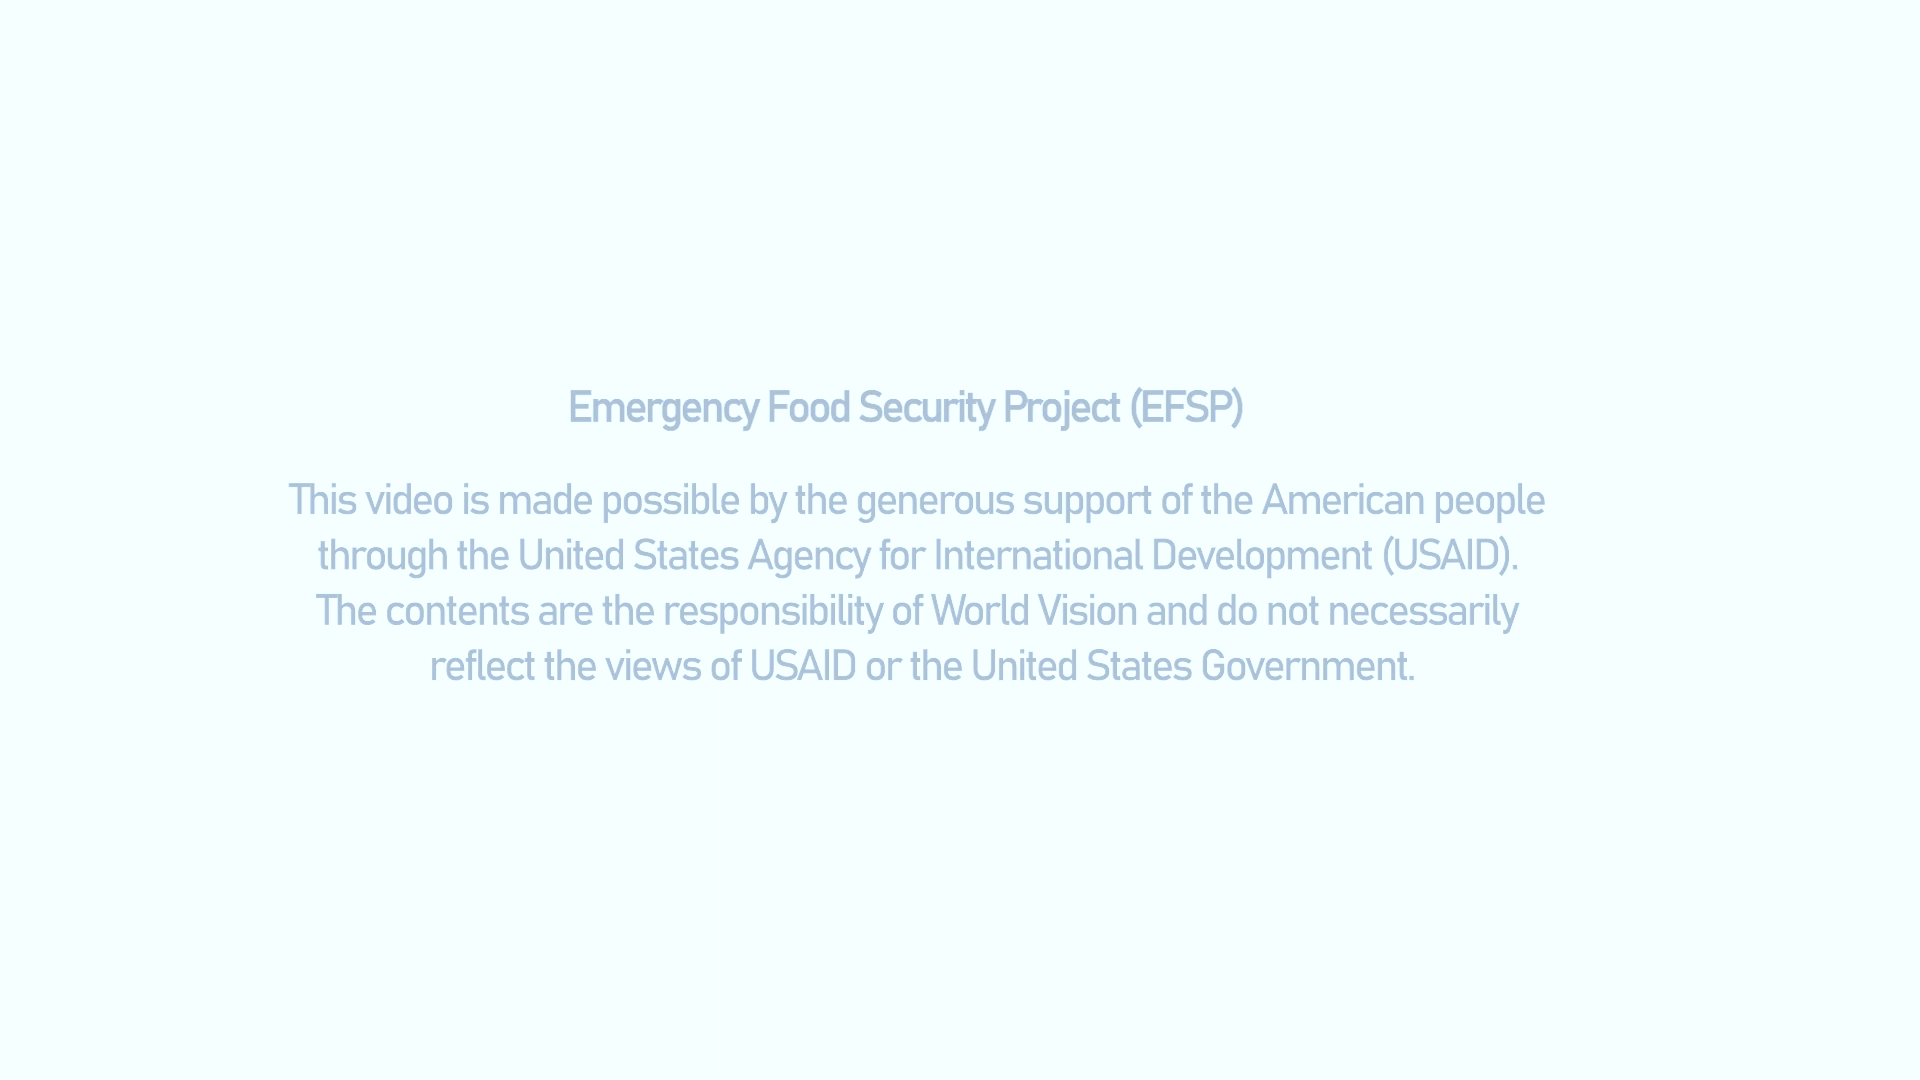 Emergency Food Security Project (EFSP)
This video is made possible by the generous support of the American people
through the United States Agency for International Development (USAID).
The contents are the responsibility of World Vision and do not necessarily
reflect the views of USAID or the United States Government.